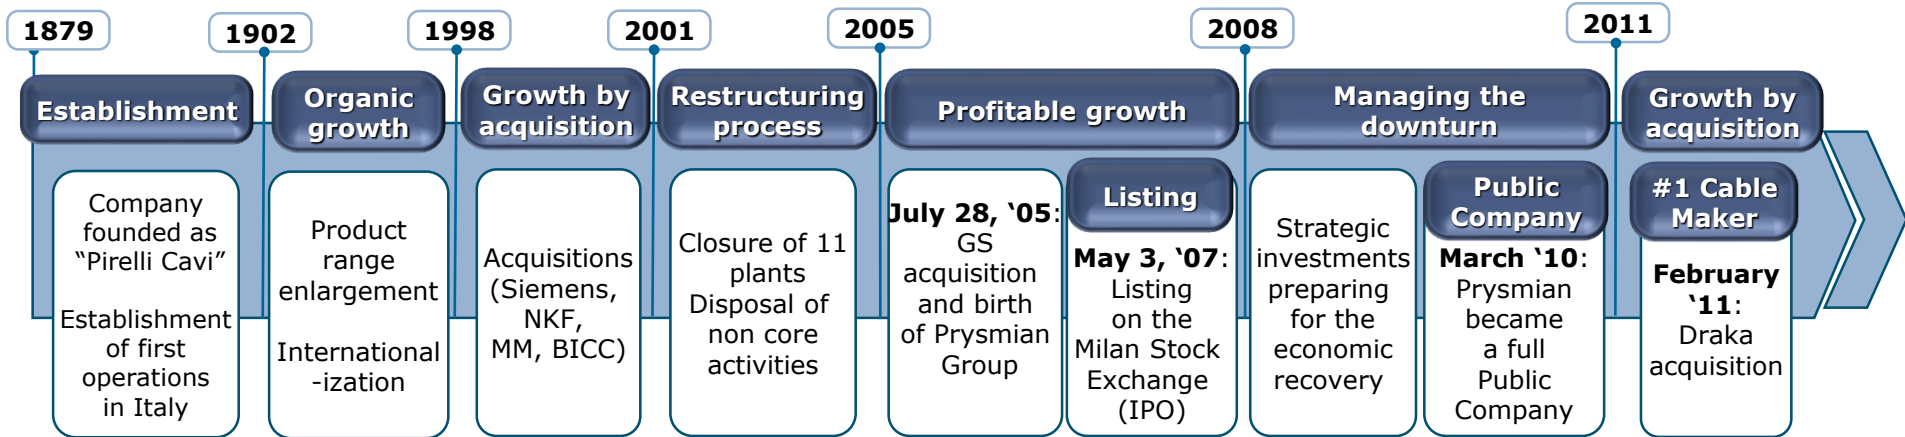 1879
1902
1998
2001
2005
2008
2011
Establishment
Organic
growth
Growth by
acquisition
Restructuring
process
Profitable growth
Managing the
downturn
Growth by
acquisition
Company
founded as
“Pirelli Cavi”
Establishment
of first
operations
in Italy
Product
range
enlargement
International
-ization
Acquisitions
(Siemens,
NKF,
MM, BICC)
Closure of 11
plants
Disposal of
non core
activities
July 28, ‘05:
GS
acquisition
and birth
of Prysmian
Group
Listing
May 3, ‘07:
Listing
on the
Milan Stock
Exchange
(IPO)
Strategic
investments
preparing
for the
economic
recovery
Public
Company
March ‘10:
Prysmian
became
a full
Public
Company
#1 Cable
Maker
February
‘11:
Draka
acquisition